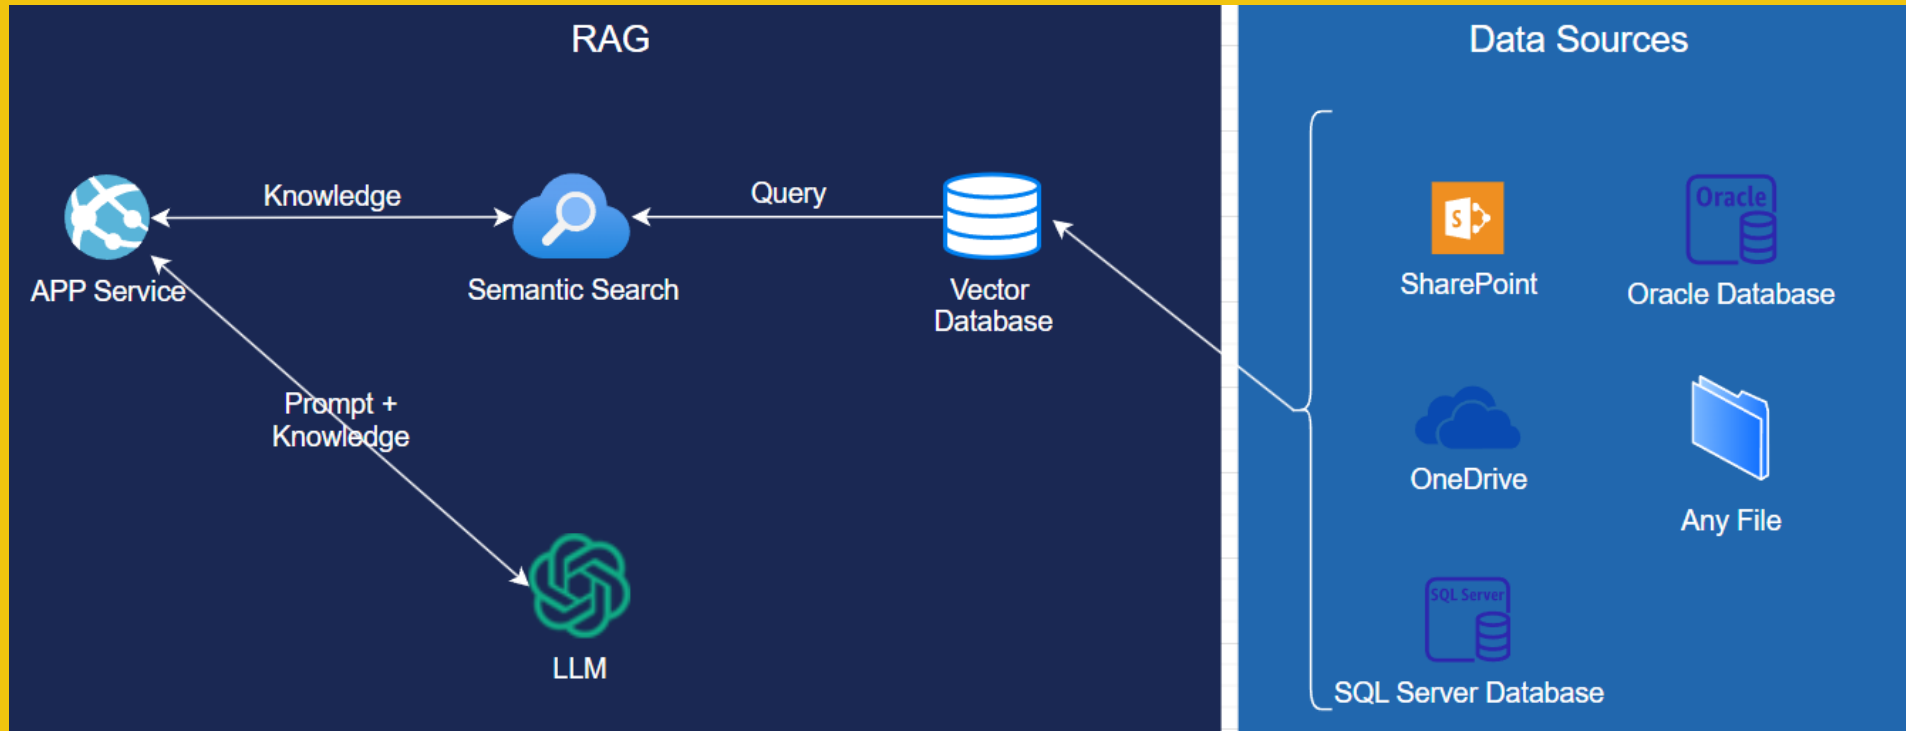 RAG
Data Sources
Knowledge
Query
APP Service
Semantic Search
Vector
Database
Prompt +
Knowledge
LLM
S
SharePoint
Oracle
Oracle Database
OneDrive
Any File
SQL Server
SQL Server Database